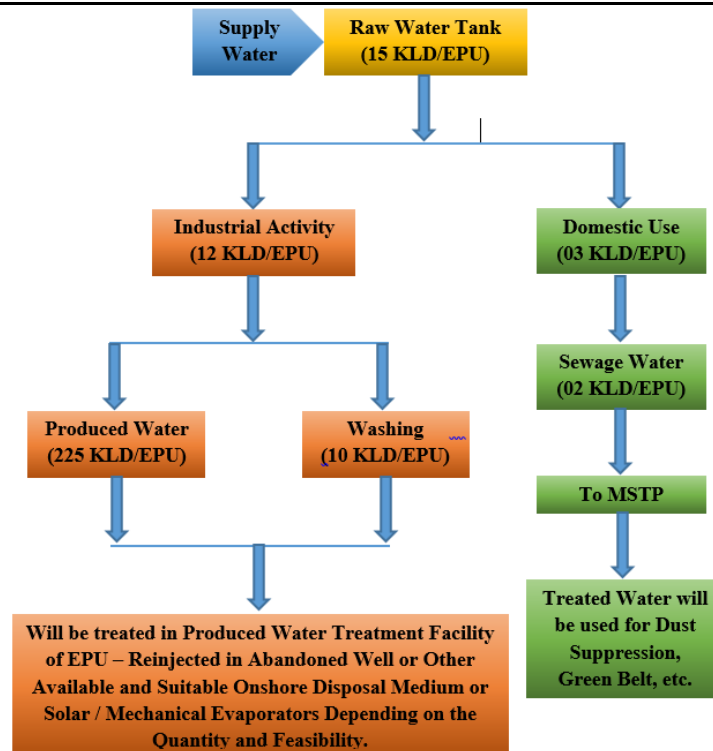 Supply
Water
Raw Water Tank
(15 KLD/EPU)
Industrial Activity
(12 KLD/EPU)
Domestic Use
(03 KLD/EPU)
Produced Water
(225 KLD/EPU)
Washing
(10 KLD/EPU)
Sewage Water
(02 KLD/EPU)
To MSTP
Will be treated in Produced Water Treatment Facility
of EPU – Reinjected in Abandoned Well or Other
Available and Suitable Onshore Disposal Medium or
Solar / Mechanical Evaporators Depending on the
Quantity and Feasibility.
Treated Water will
be used for Dust
Suppression,
Green Belt, etc.